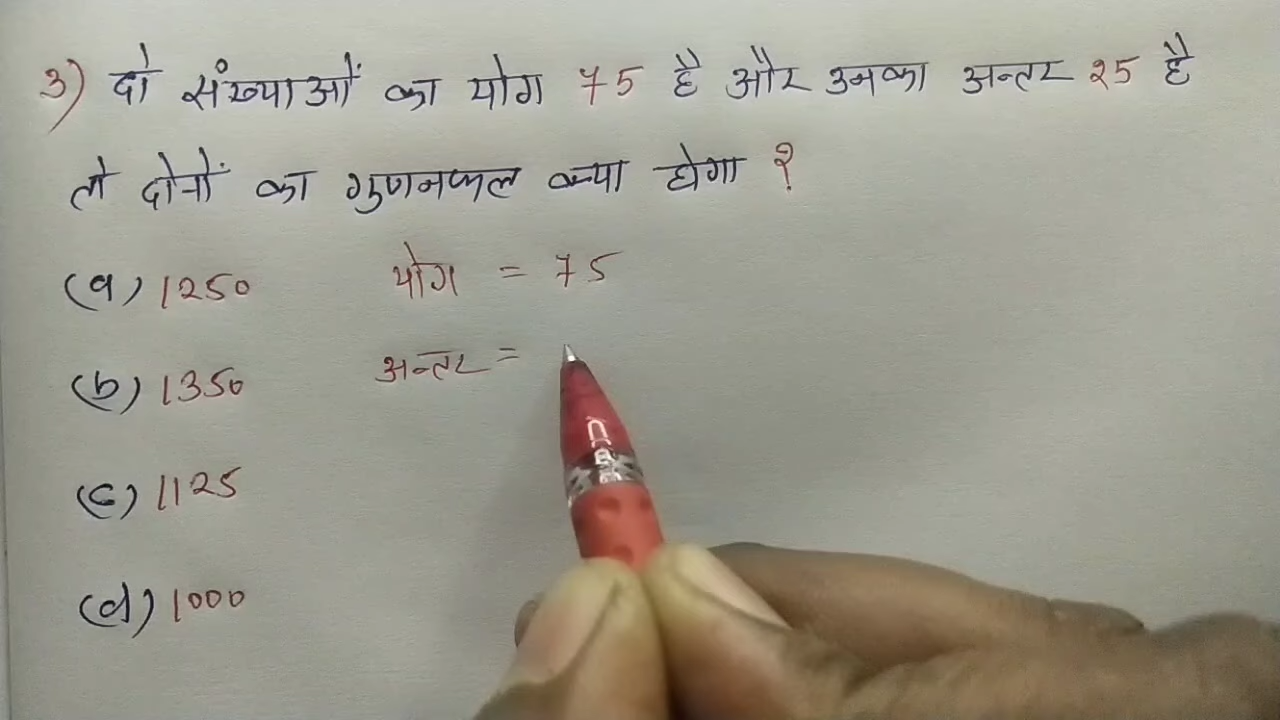 3) दो संख्याओं का योग 75 है और उनका अन्तर 25 है
तो दोनों का गुणनफल क्या होगा ?
(a) 1250
योग = 75
(b) 1350
अन्तर =
(c) 1125
(d) 1000